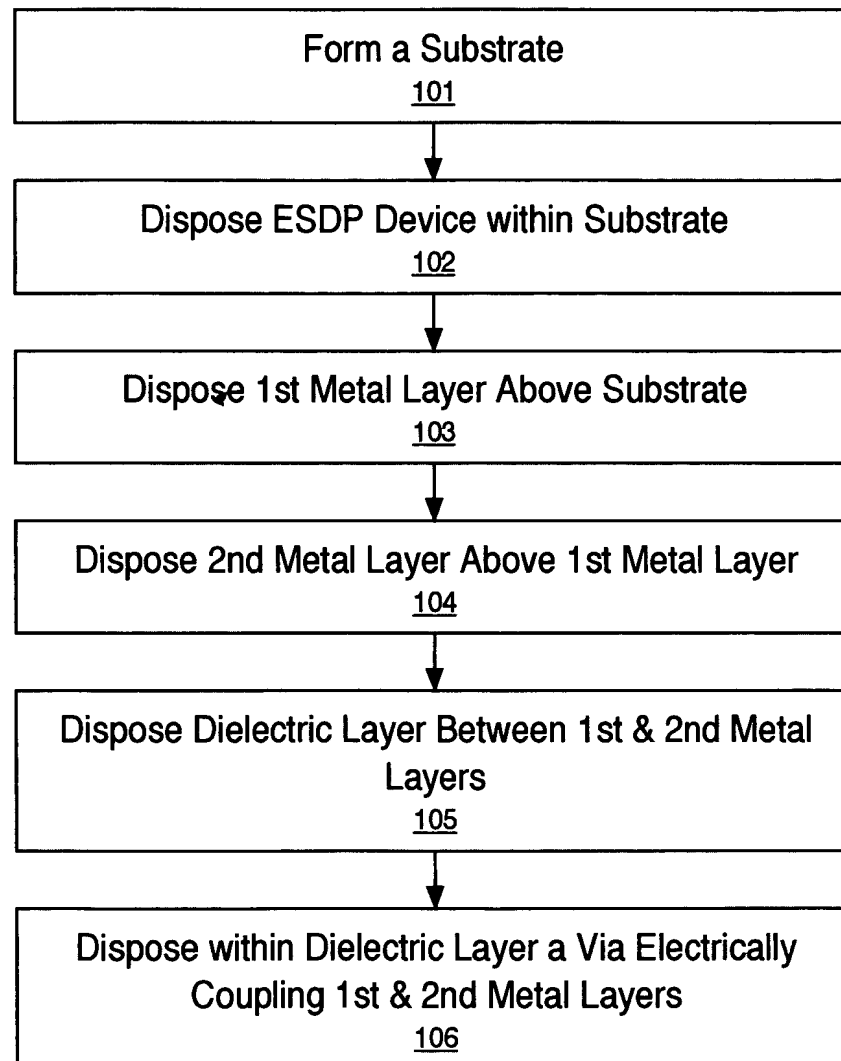 Form a Substrate
101
Dispose ESDP Device within Substrate
102
Dispose 1st Metal Layer Above Substrate
103
Dispose 2nd Metal Layer Above 1st Metal Layer
104
Dispose Dielectric Layer Between 1st & 2nd Metal
Layers
105
Dispose within Dielectric Layer a Via Electrically
Coupling 1st & 2nd Metal Layers
106